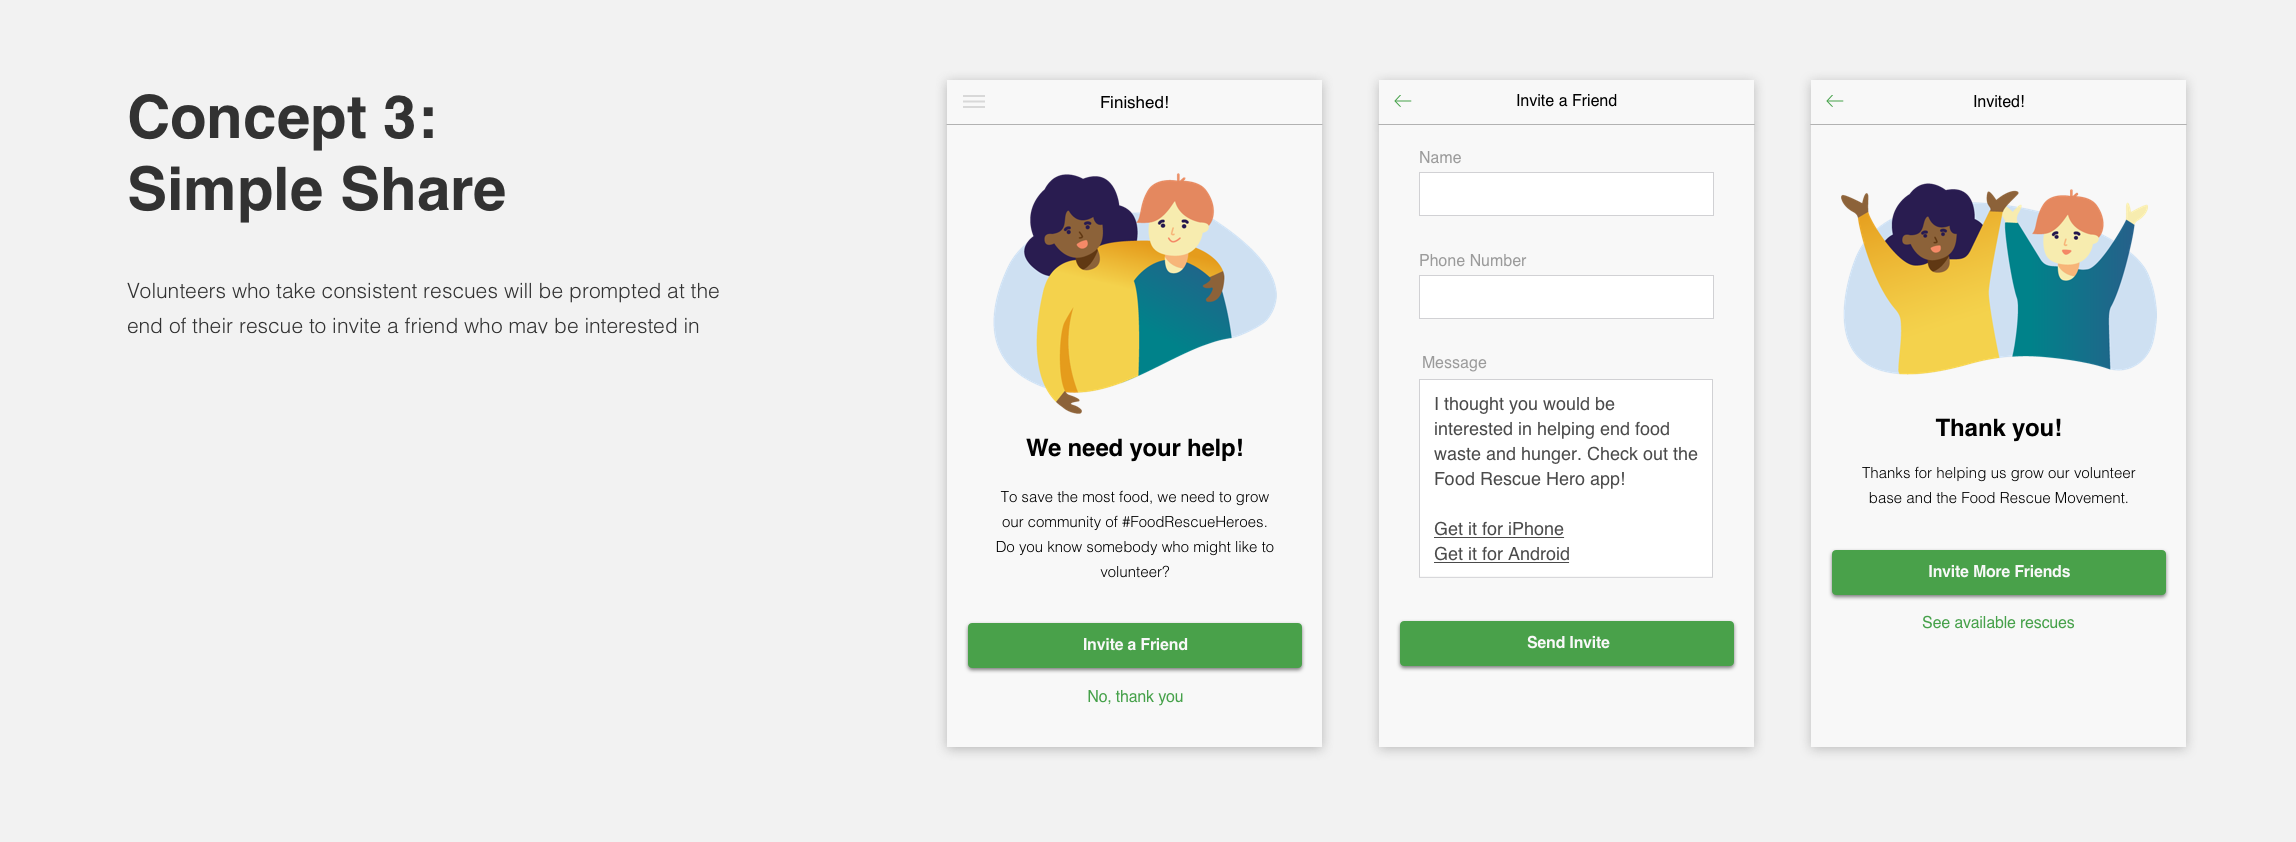 Concept 3:
Simple Share
Volunteers who take consistent rescues will be prompted at the
end of their rescue to invite a friend who may be interested in
Finished!
We need your help!
To save the most food, we need to grow
our community of #FoodRescueHeroes.
Do you know somebody who might like to
volunteer?
Invite a Friend
No, thank you
Invite a Friend
Name
Phone Number
Message
I thought you would be
interested in helping end food
waste and hunger. Check out the
Food Rescue Hero app!
Get it for iPhone
Get it for Android
Send Invite
Invited!
Thank you!
Thanks for helping us grow our volunteer
base and the Food Rescue Movement.
Invite More Friends
See available rescues